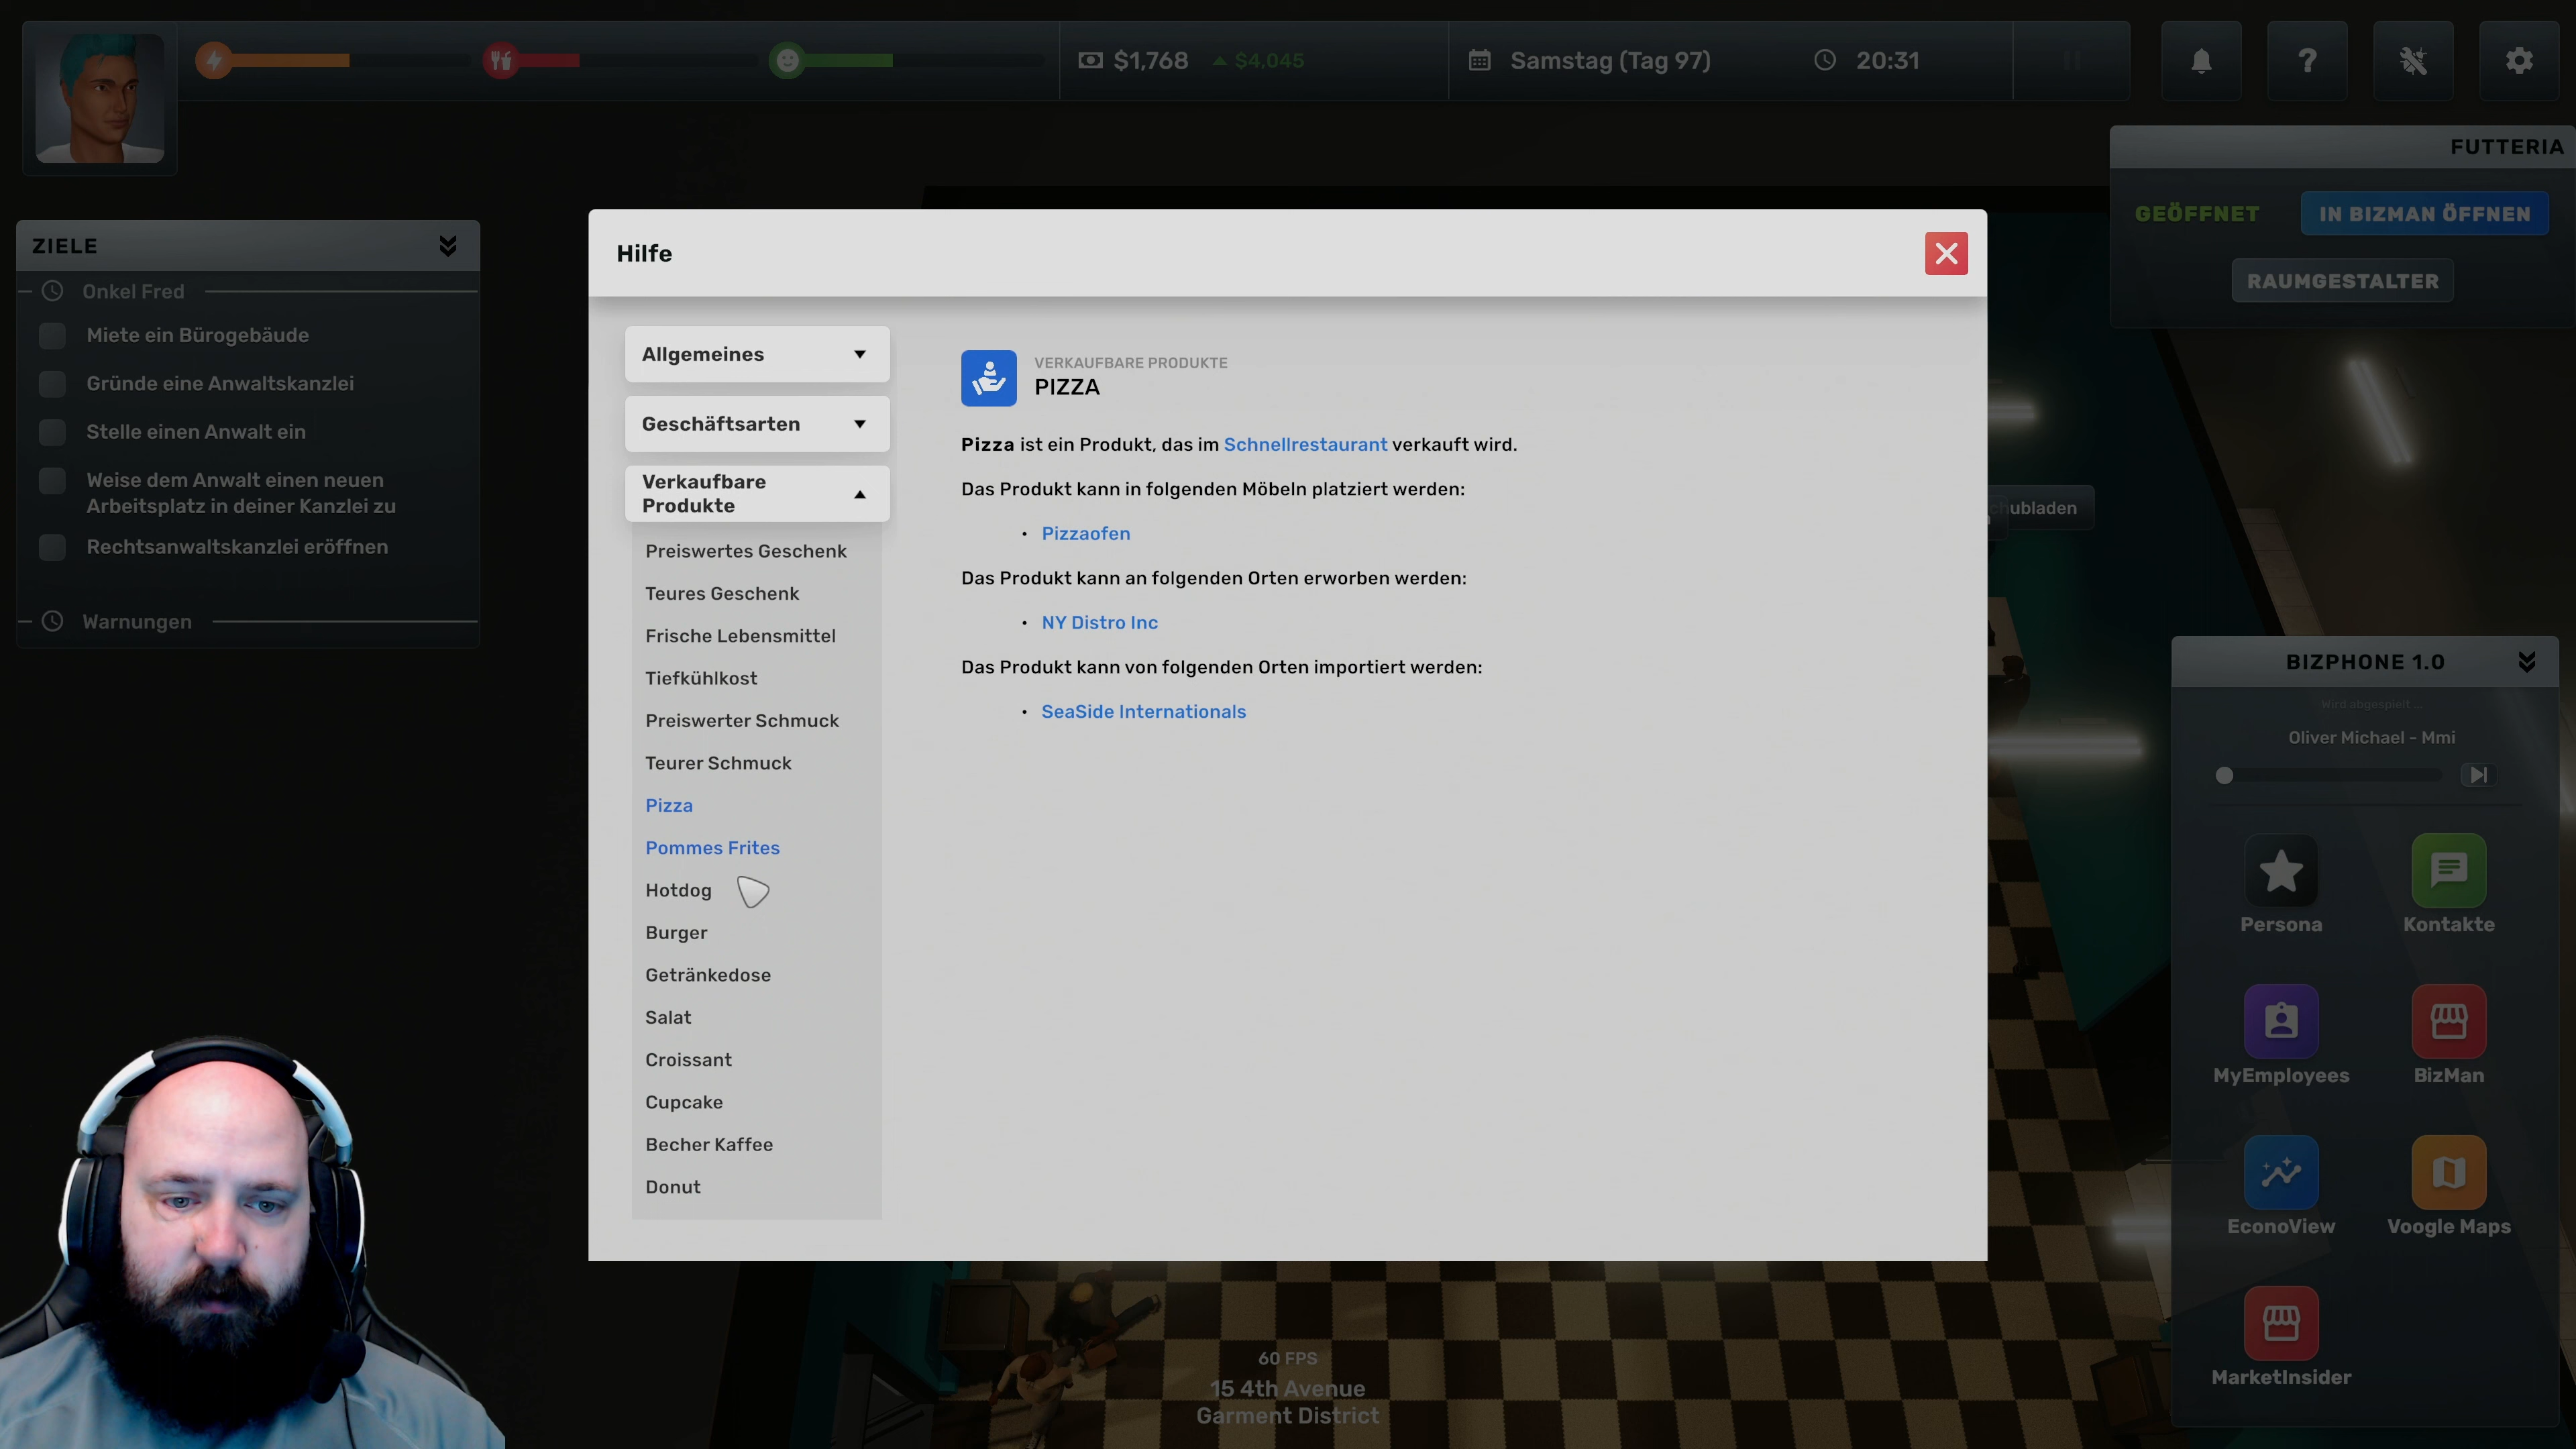 $1,768
$4,045
Samstag (Tag 97)
20:31
?
FUTTERIA
GEÖFFNET
IN BIZMAN ÖFFNEN
RAUMGESTALTER
ZIELE
Onkel Fred
Miete ein Bürogebäude
Gründe eine Anwaltskanzlei
Stelle einen Anwalt ein
Weise dem Anwalt einen neuen
Arbeitsplatz in deiner Kanzlei zu
Rechtsanwaltskanzlei eröffnen
Warnungen
Hilfe
Allgemeines
Geschäftsarten
Verkaufbare
Produkte
Preiswertes Geschenk
Teures Geschenk
Frische Lebensmittel
Tiefkühlkost
Preiswerter Schmuck
Teurer Schmuck
Pizza
Pommes Frites
Hotdog
Burger
Getränkedose
Salat
Croissant
Cupcake
Becher Kaffee
Donut
VERKAUFBARE PRODUKTE
PIZZA
Pizza ist ein Produkt, das im Schnellrestaurant verkauft wird.
Das Produkt kann in folgenden Möbeln platziert werden:
• Pizzaofen
Das Produkt kann an folgenden Orten erworben werden:
• NY Distro Inc
Das Produkt kann von folgenden Orten importiert werden:
• SeaSide Internationals
chubladen
BIZPHONE 1.0
Wird abgespielt ...
Oliver Michael - Mmi
Persona
Kontakte
MyEmployees
BizMan
EconoView
Voogle Maps
MarketInsider
60 FPS
15 4th Avenue
Garment District